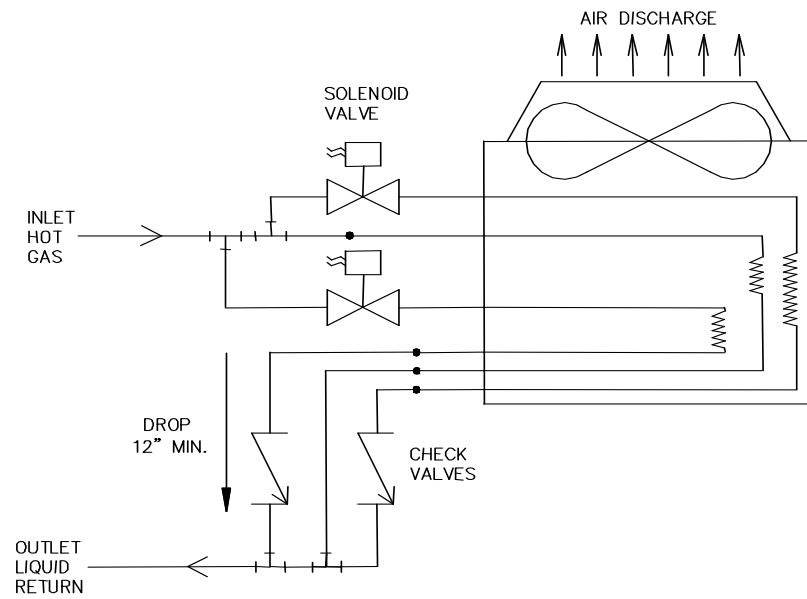 AIR DISCHARGE
SOLENOID
VALVE
INLET
HOT
GAS
DROP
12” MIN.
CHECK
VALVES
OUTLET
LIQUID
RETURN